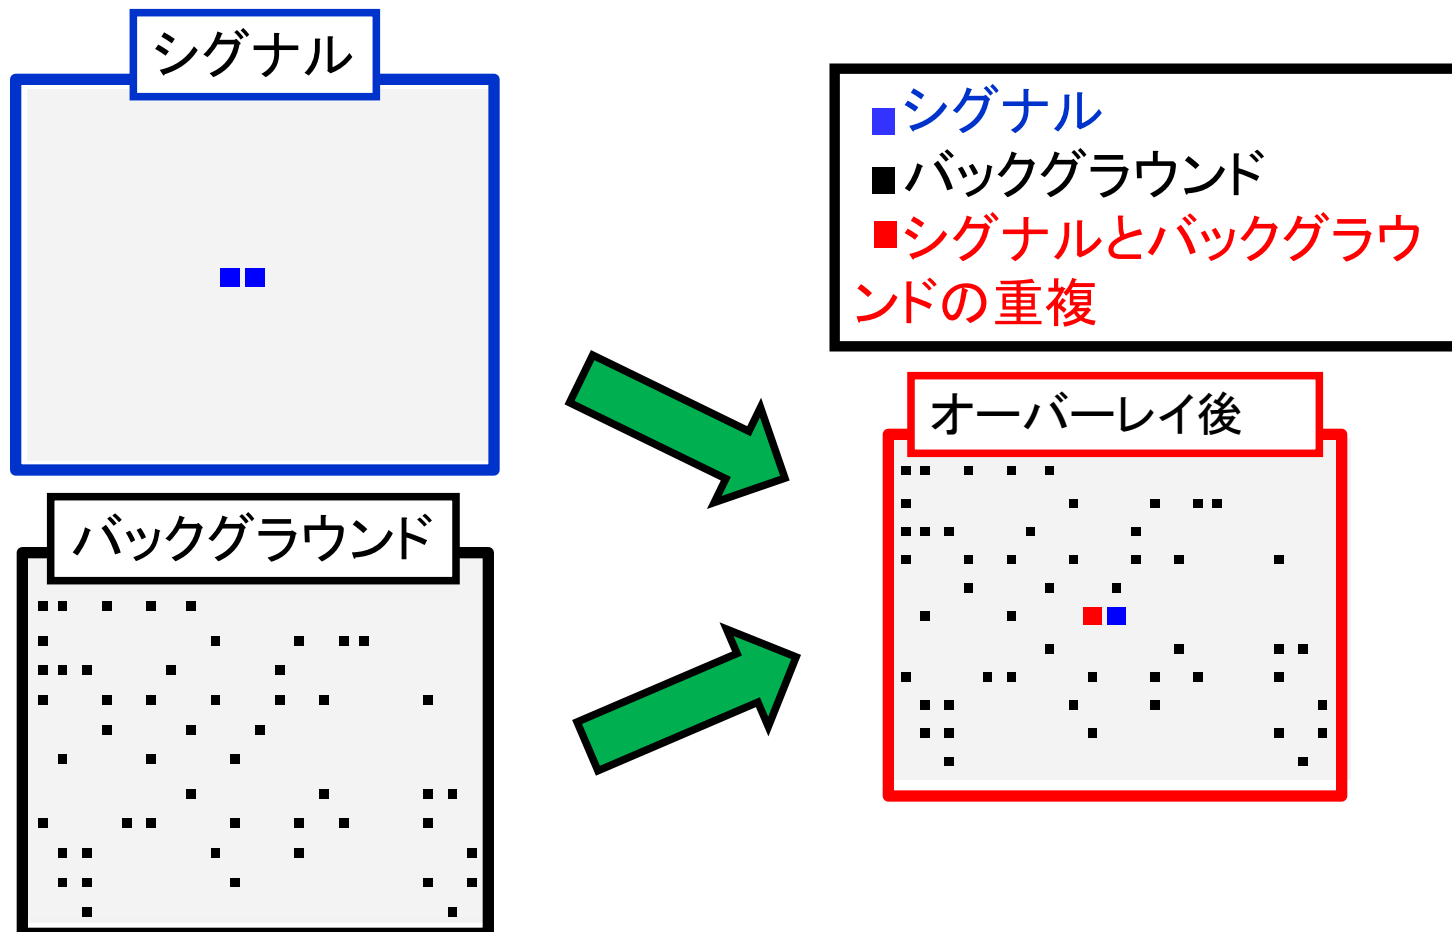 シグナル
シグナル
バックグラウンド
シグナルとバックグラウ
ンドの重複
オーバーレイ後
バックグラウンド